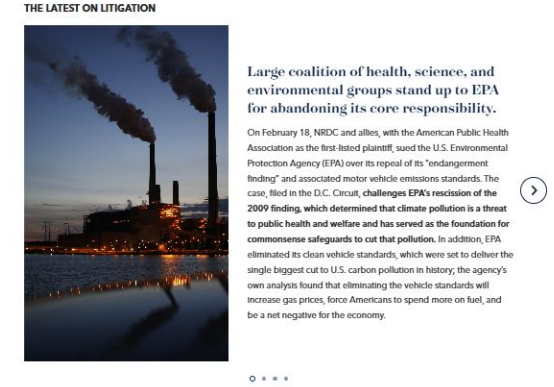 THE LATEST ON LITIGATION
Large coalition of health, science, and
environmental groups stand up to EPA
for abandoning its core responsibility.
On February 18, NRDC and allies, with the American Public Health
Association as the first-listed plaintiff, sued the U.S. Environmental
Protection Agency (EPA) over its repeal of its "endangerment
finding" and associated motor vehicle emissions standards. The
case, filed in the D.C. Circuit, challenges EPA's rescission of the
2009 finding, which determined that climate pollution is a threat
to public health and welfare and has served as the foundation for
commonsense safeguards to cut that pollution. In addition, EPA
eliminated its clean vehicle standards, which were set to deliver the
single biggest cut to U.S. carbon pollution in history; the agency's
own analysis found that eliminating the vehicle standards will
increase gas prices, force Americans to spend more on fuel, and
be a net negative for the economy.